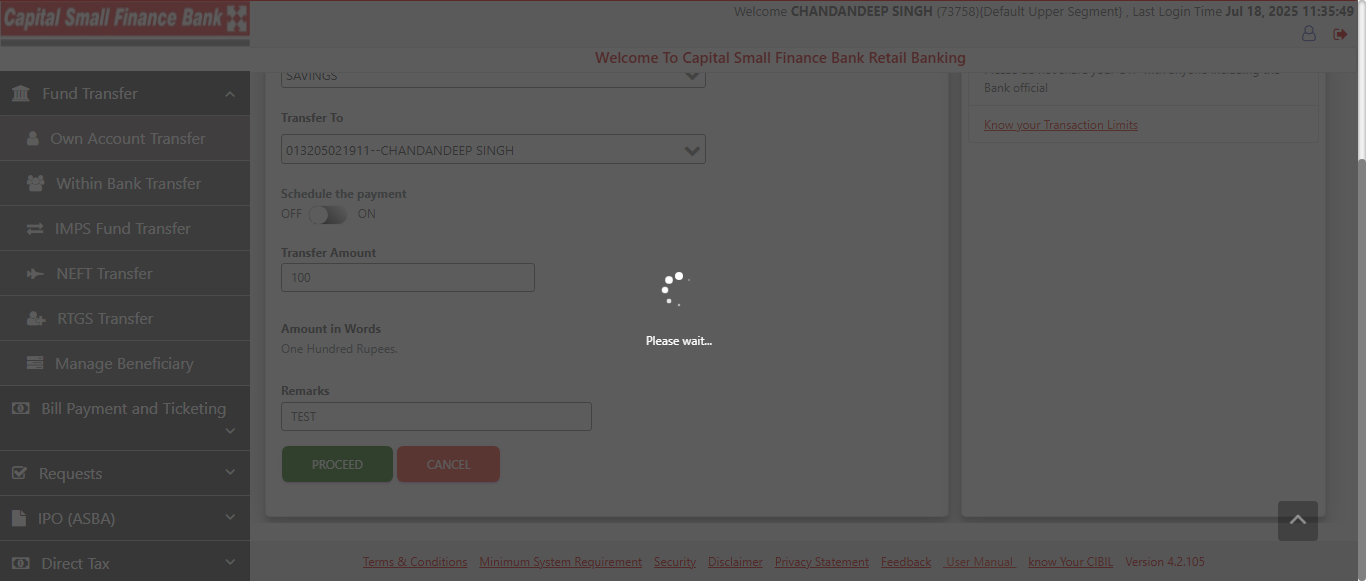 Capital Small Finance Bank
Welcome CHANDANDEEP SINGH (73758)(Default Upper Segment) , Last Login Time Jul 18, 2025 11:35:49
Welcome To Capital Small Finance Bank Retail Banking
Fund Transfer
Own Account Transfer
Within Bank Transfer
IMPS Fund Transfer
NEFT Transfer
RTGS Transfer
Manage Beneficiary
Bill Payment and Ticketing
Requests
IPO (ASBA)
Direct Tax
SAVINGS
Transfer To
013205021911--CHANDANDEEP SINGH
Schedule the payment
OFF ON
Transfer Amount
100
Amount in Words
One Hundred Rupees.
Remarks
TEST
PROCEED CANCEL
Please wait...
Bank official
Know your Transaction Limits
Terms & Conditions Minimum System Requirement Security Disclaimer Privacy Statement Feedback User Manual know Your CIBIL Version 4.2.105